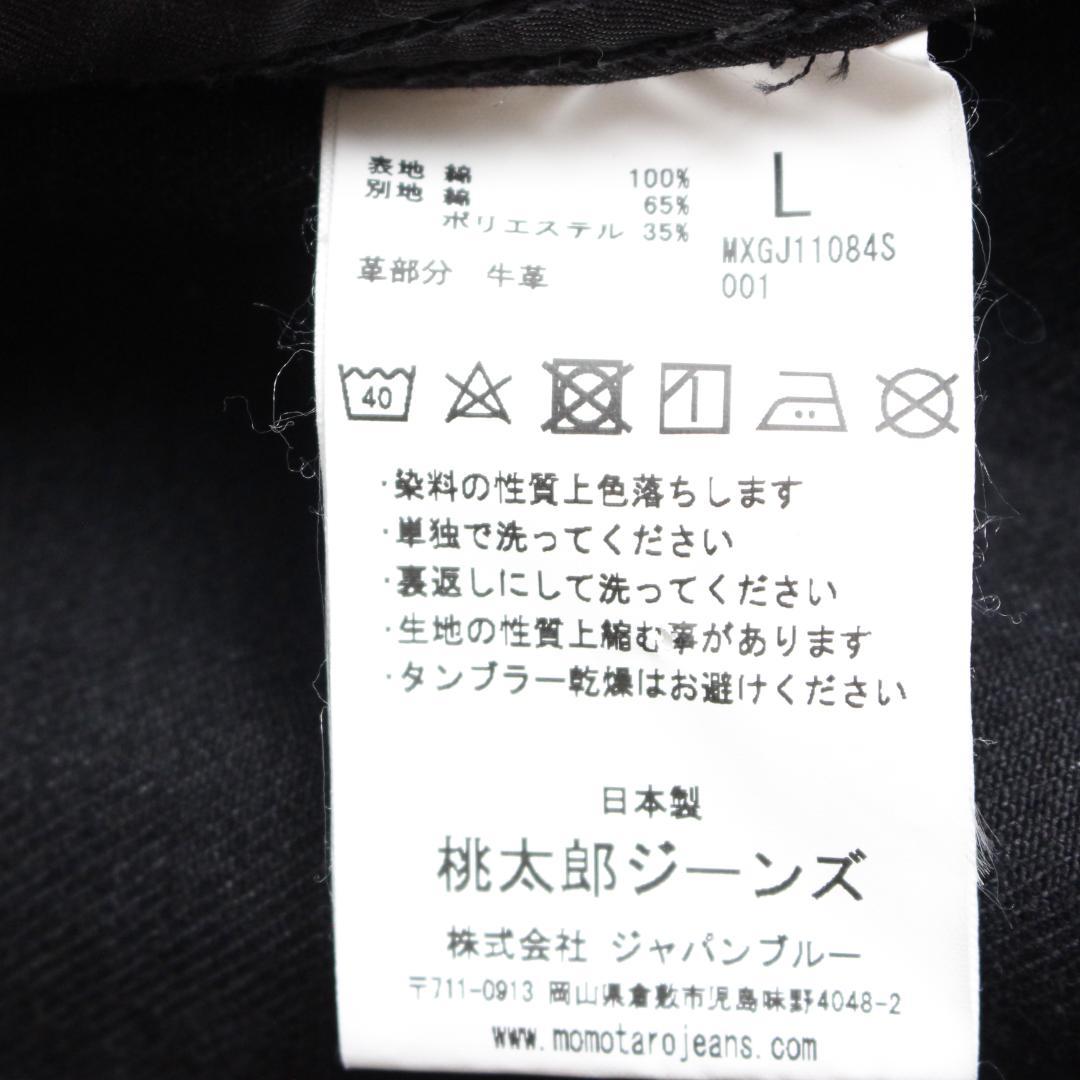 表地 綿 100%
別地 綿 65%
ポリエステル 35%
革部分 牛革
L
MXGJ11084S
001
40
・染料の性質上色落ちします
・単独で洗ってください
・裏返しにして洗ってください
・生地の性質上縮む事があります
・タンブラー乾燥はお避けください
日本製
桃太郎ジーンズ
株式会社 ジャパンブルー
〒711-0913 岡山県倉敷市児島味野4048-2
www.momotarojeans.com